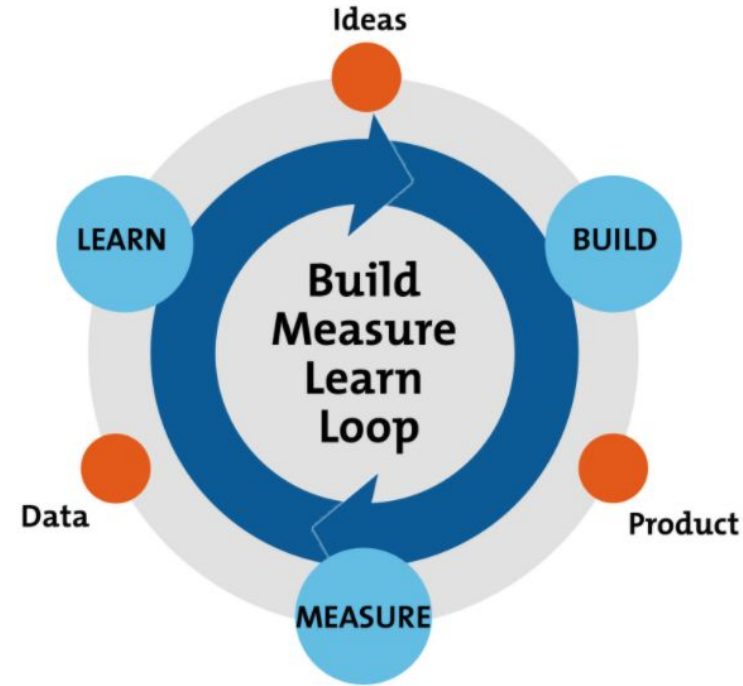 Ideas
LEARN
BUILD
Build
Measure
Learn
Loop
Data
Product
MEASURE